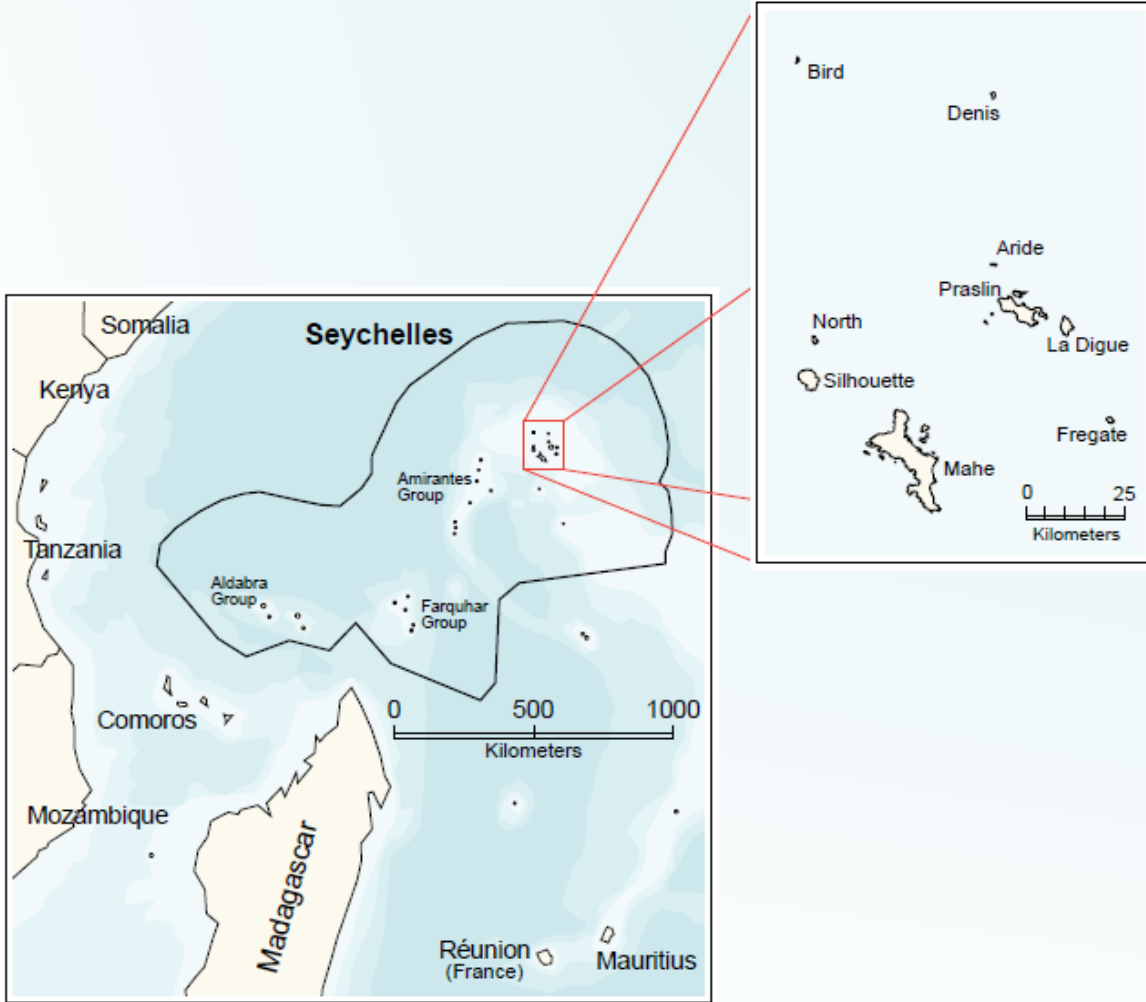 Bird
Denis
Aride
Praslin
North
La Digue
Silhouette
Fregate
Mahe
0 25
Kilometers
Somalia
Seychelles
Kenya
Amirantes
Group
Tanzania
Aldabra
Group
Farquhar
Group
Comoros
0 500 1000
Kilometers
Mozambique
Madagascar
Réunion
(France)
Mauritius